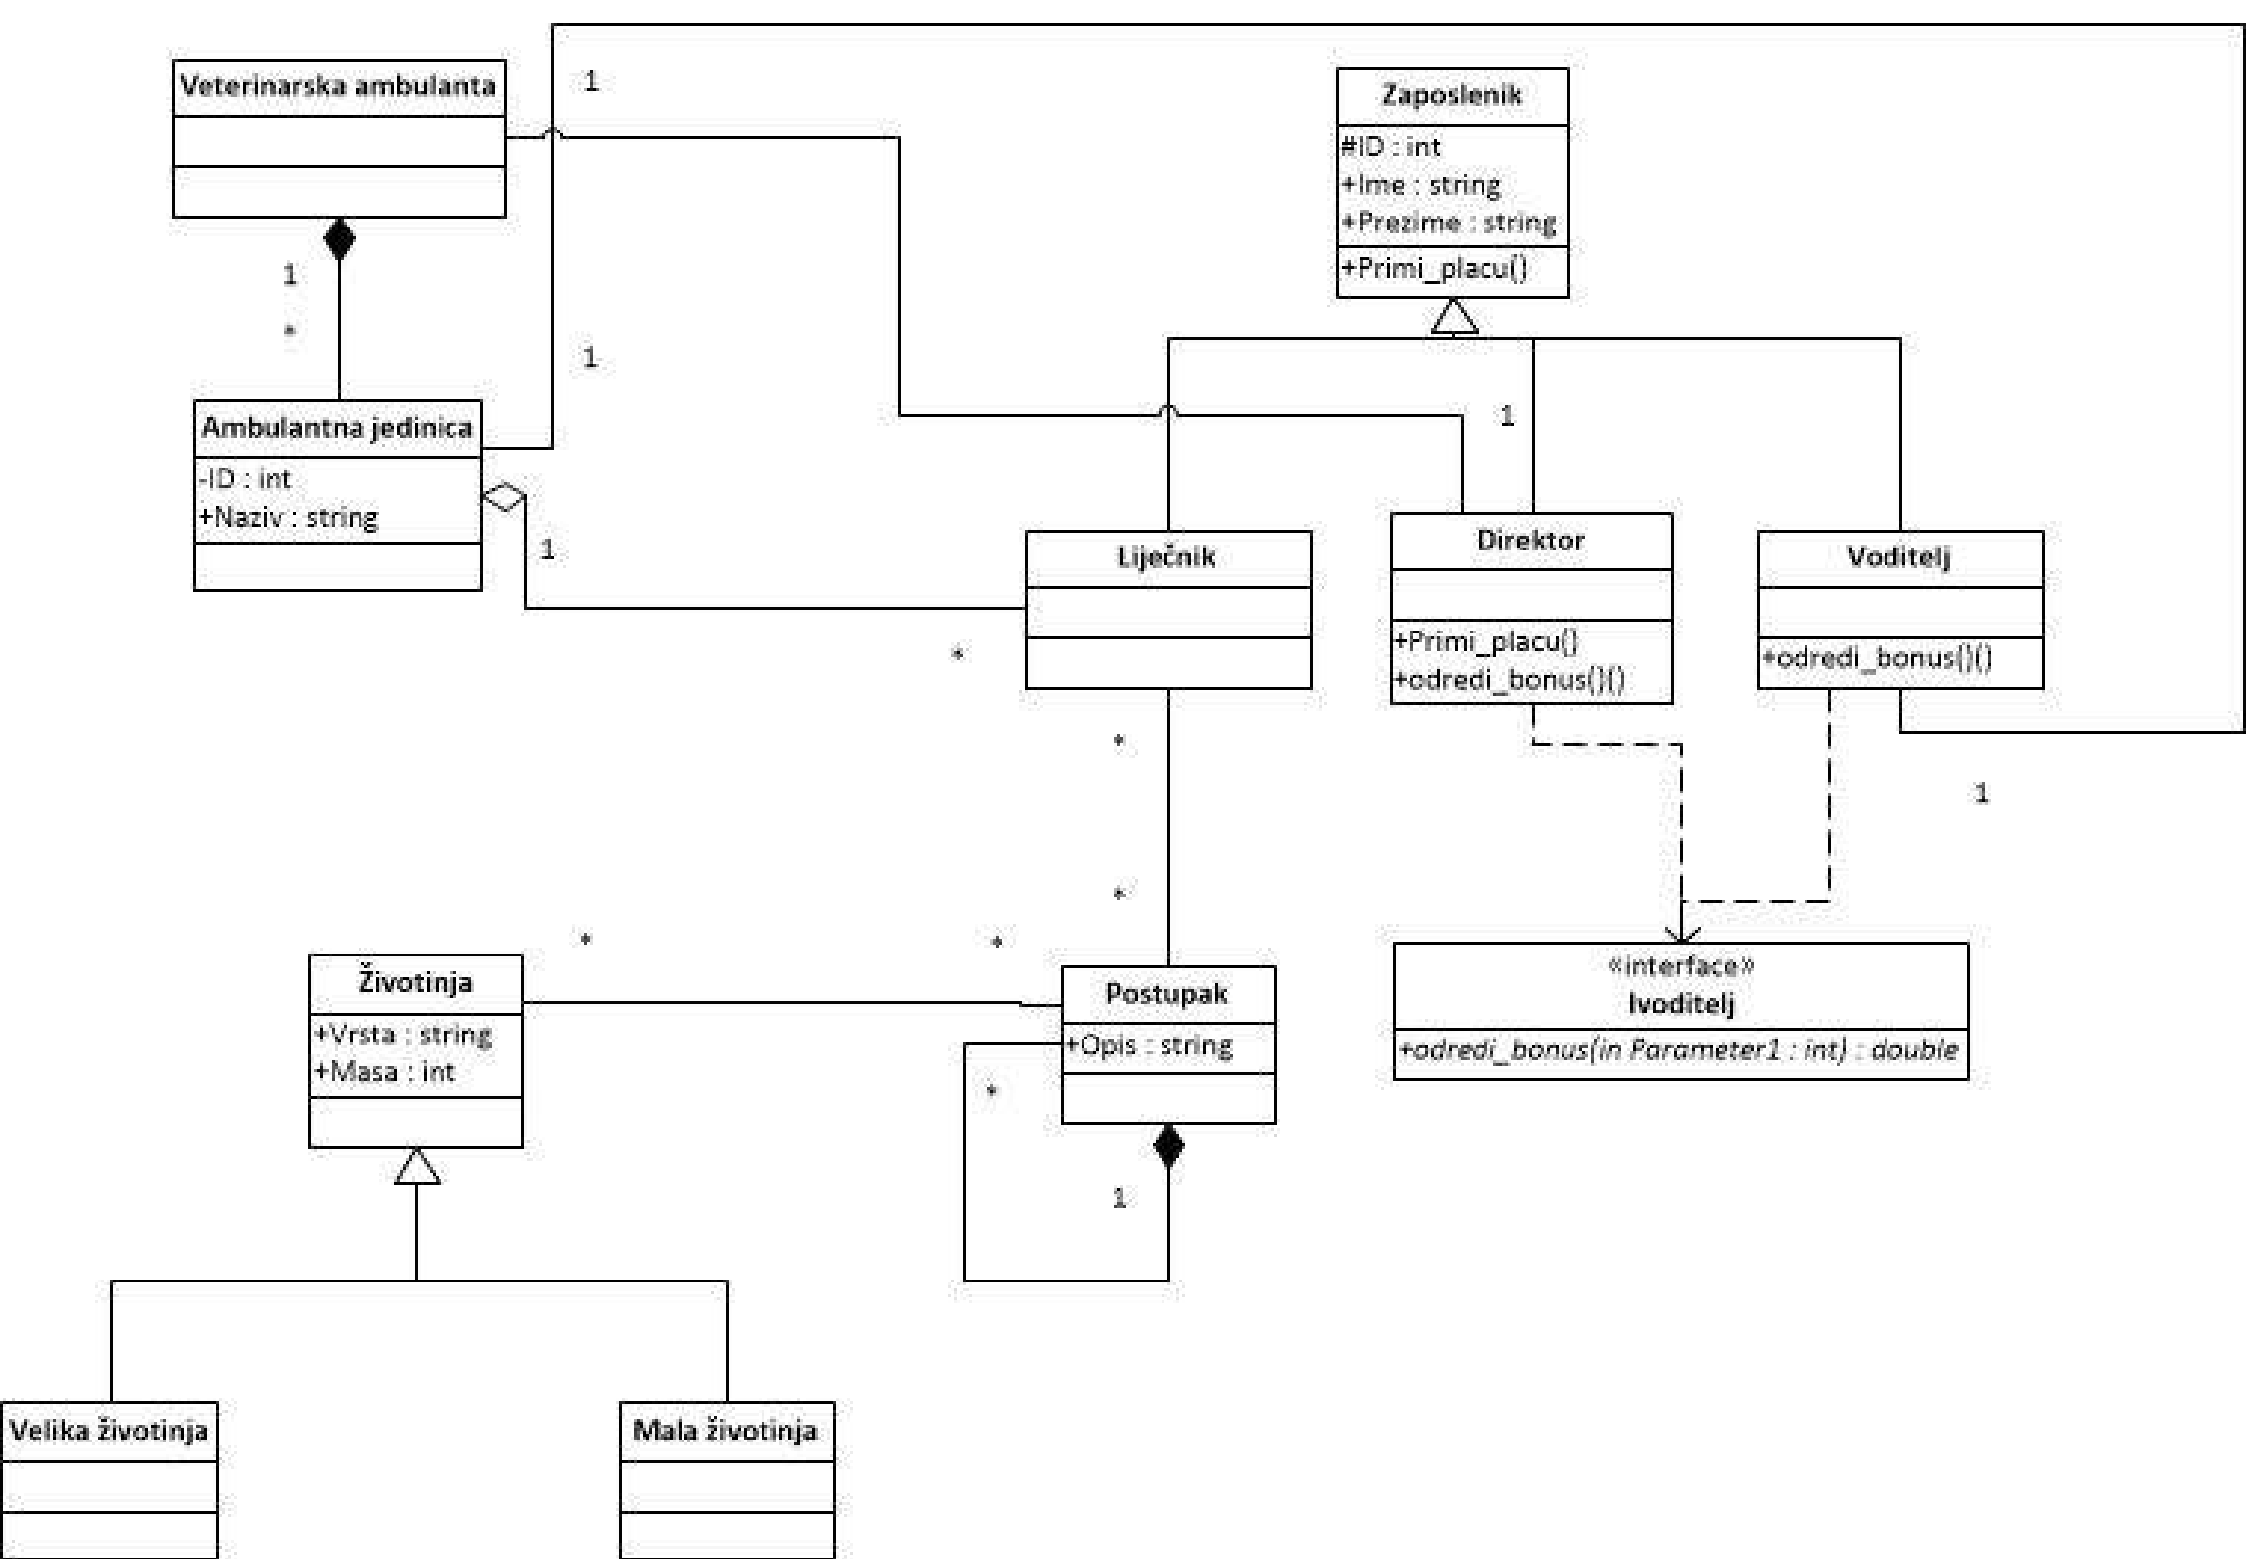 1
Veterinarska ambulanta
Zaposlenik
#ID : int
+Ime : string
+Prezime : string
+Primi_placu()
1
*
1
Ambulantna jedinica
-ID : int
+Naziv : string
1
1
Liječnik
*
Direktor
+Primi_placu()
+odredi_bonus()()
Voditelj
+odredi_bonus()()
*
1
*
*
*
Životinja
+Vrsta : string
+Masa : int
Postupak
+Opis : string
*
1
«interface»
Ivoditelj
+odredi_bonus(in Parameter1 : int) : double
Velika životinja
Mala životinja